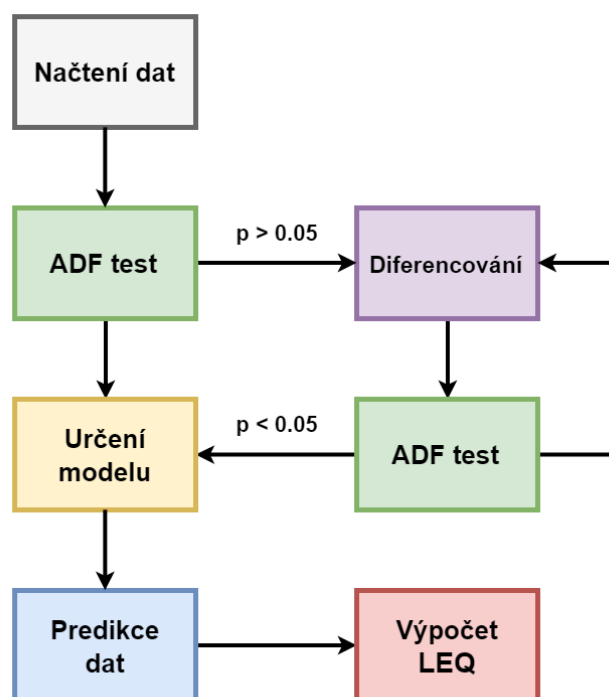 Načtení dat
ADF test
p > 0.05
Diferencování
Určení
modelu
p < 0.05
ADF test
Predikce
dat
Výpočet
LEQ